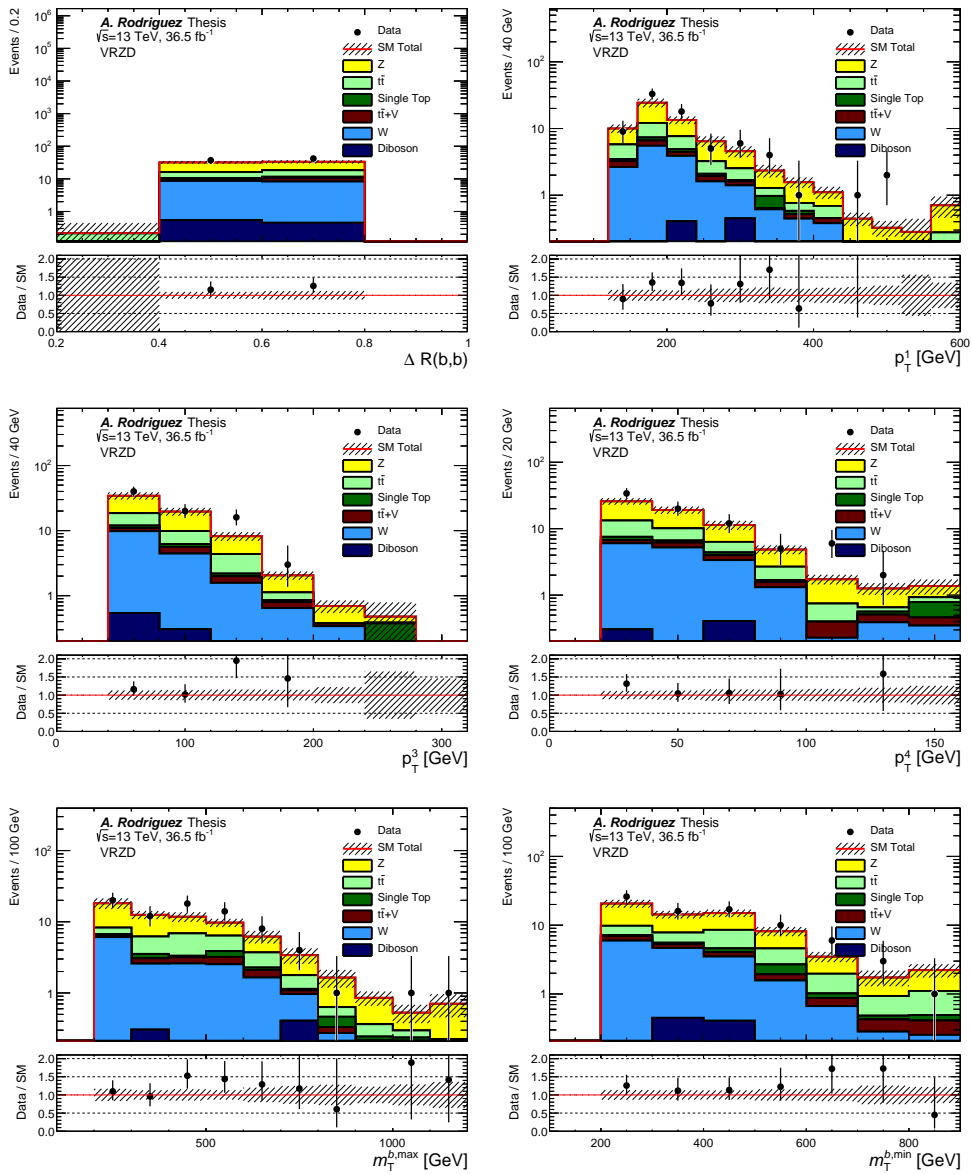 Events / 0.2
A. Rodriguez Thesis
√s=13 TeV, 36.5 fb⁻¹
VRZD
Data
SM Total
Z
tt̄
Single Top
tt̄+V
W
Diboson
10⁶
10⁵
10⁴
10³
10²
10
1
Data / SM
2.0
1.5
1.0
0.5
0.0
0.2 0.4 0.6 0.8 1
Δ R(b,b)
Events / 40 GeV
A. Rodriguez Thesis
√s=13 TeV, 36.5 fb⁻¹
VRZD
Data
SM Total
Z
tt̄
Single Top
tt̄+V
W
Diboson
10²
10
1
Data / SM
2.0
1.5
1.0
0.5
0.0
200 400 600
p_T^1 [GeV]
Events / 40 GeV
A. Rodriguez Thesis
√s=13 TeV, 36.5 fb⁻¹
VRZD
Data
SM Total
Z
tt̄
Single Top
tt̄+V
W
Diboson
10²
10
1
Data / SM
2.0
1.5
1.0
0.5
0.0
0 100 200 300
p_T^3 [GeV]
Events / 20 GeV
A. Rodriguez Thesis
√s=13 TeV, 36.5 fb⁻¹
VRZD
Data
SM Total
Z
tt̄
Single Top
tt̄+V
W
Diboson
10²
10
1
Data / SM
2.0
1.5
1.0
0.5
0.0
0 50 100 150
p_T^4 [GeV]
Events / 100 GeV
A. Rodriguez Thesis
√s=13 TeV, 36.5 fb⁻¹
VRZD
Data
SM Total
Z
tt̄
Single Top
tt̄+V
W
Diboson
10²
10
1
Data / SM
2.0
1.5
1.0
0.5
0.0
500 1000
m_T^{b,max} [GeV]
Events / 100 GeV
A. Rodriguez Thesis
√s=13 TeV, 36.5 fb⁻¹
VRZD
Data
SM Total
Z
tt̄
Single Top
tt̄+V
W
Diboson
10²
10
1
Data / SM
2.0
1.5
1.0
0.5
0.0
200 400 600 800
m_T^{b,min} [GeV]